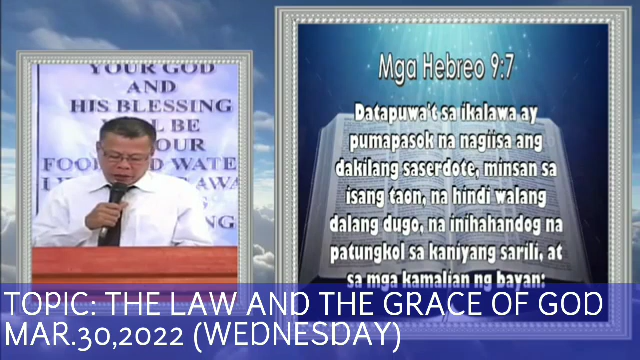 YOUR GOD
AND
HIS BLESSING
BE
YOUR
FOOD AND WATER
Mga Hebreo 9:7
Datapuwa't sa ikalawa ay
pumapasok na nagiisa ang
dakilang saserdote, minsan sa
isang taon, na hindi walang
dalang dugo, na inihahandog na
patungkol sa kaniyang sarili, at
sa mga kamalian ng bayan:
TOPIC: THE LAW AND THE GRACE OF GOD
MAR.30,2022 (WEDNESDAY)